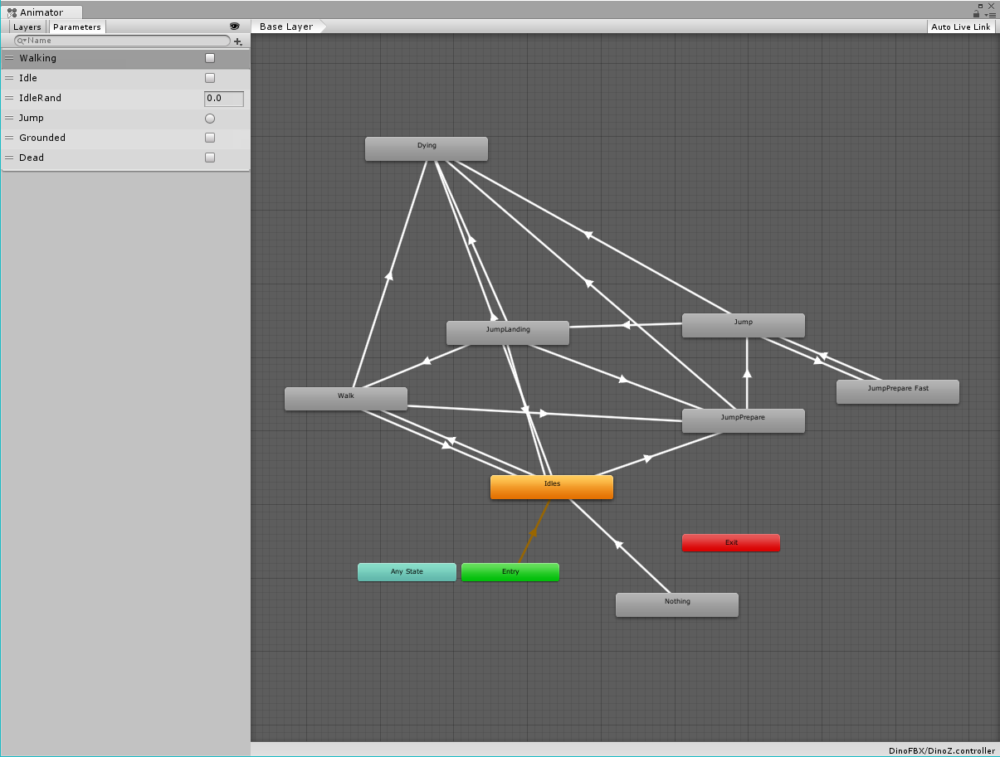 Animator
Layers
Parameters
Base Layer
Auto Live Link
Name
Walking
Idle
IdleRand
0.0
Jump
Grounded
Dead
Dying
JumpLanding
Jump
JumpPrepare Fast
Walk
JumpPrepare
Idles
Exit
Any State
Entry
Nothing
DinoFBX/DinoZ.controller